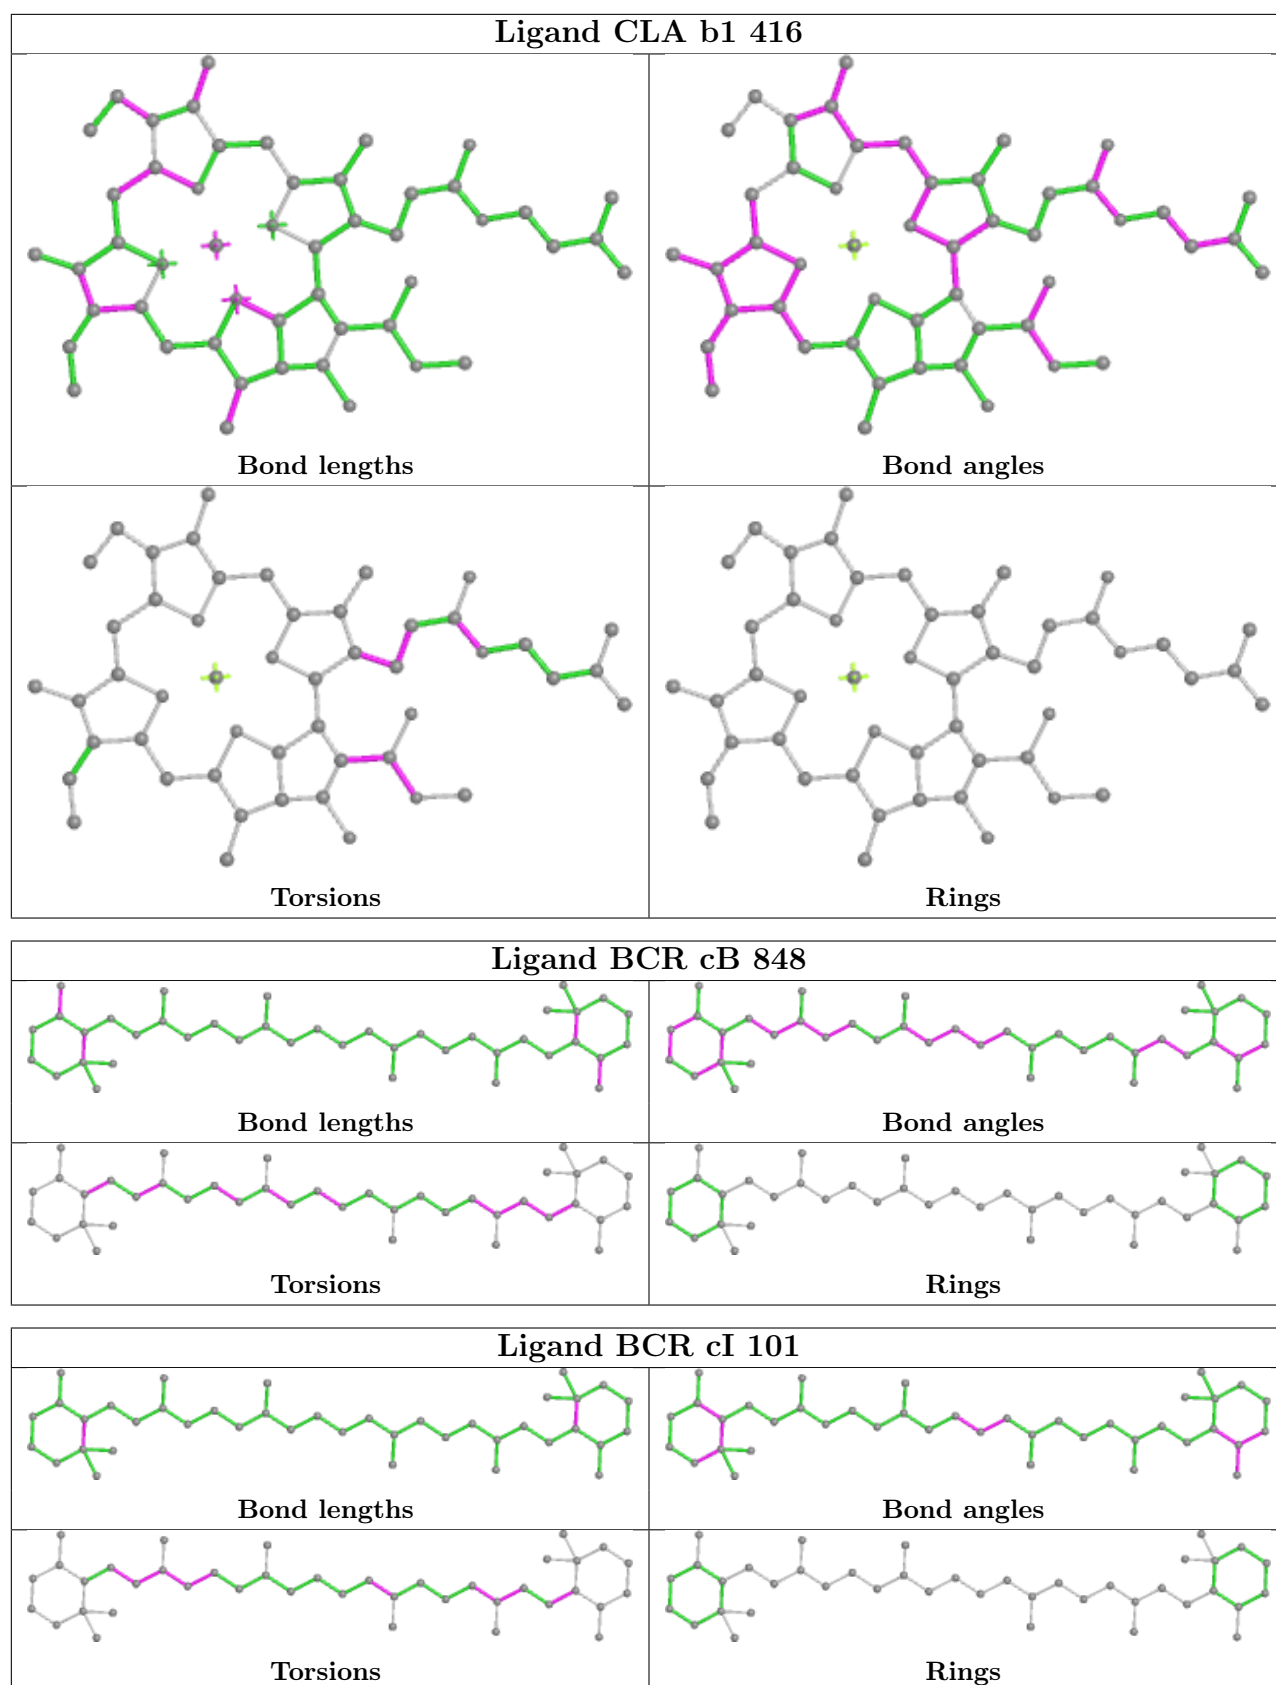 Ligand CLA b1 416
Bond lengths
Bond angles
Torsions
Rings
Ligand BCR cB 848
Bond lengths
Bond angles
Torsions
Rings
Ligand BCR cI 101
Bond lengths
Bond angles
Torsions
Rings